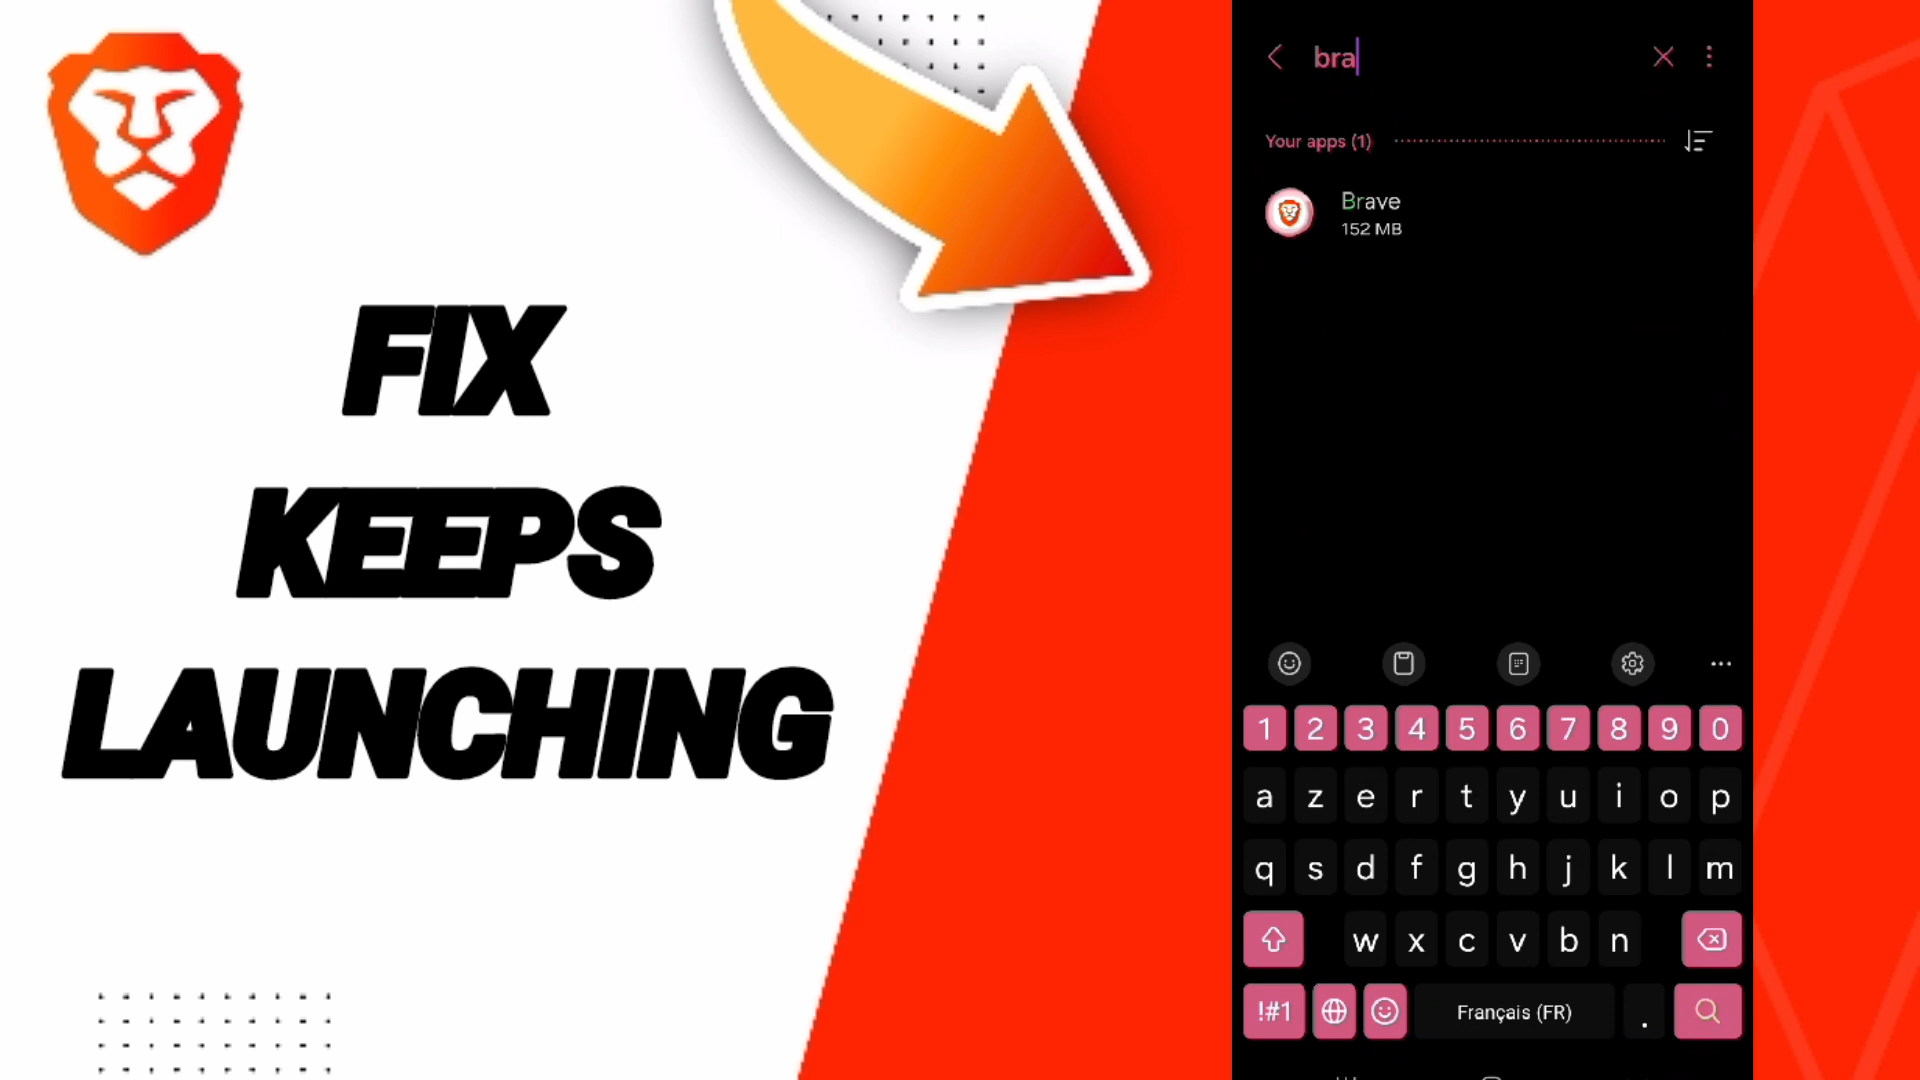 FIX
KEEPS
LAUNCHING
bra
Your apps (1)
Brave
152 MB
1 2 3 4 5 6 7 8 9 0
a z e r t y u i o p
q s d f g h j k l m
w x c v b n
!#1 Français (FR) .